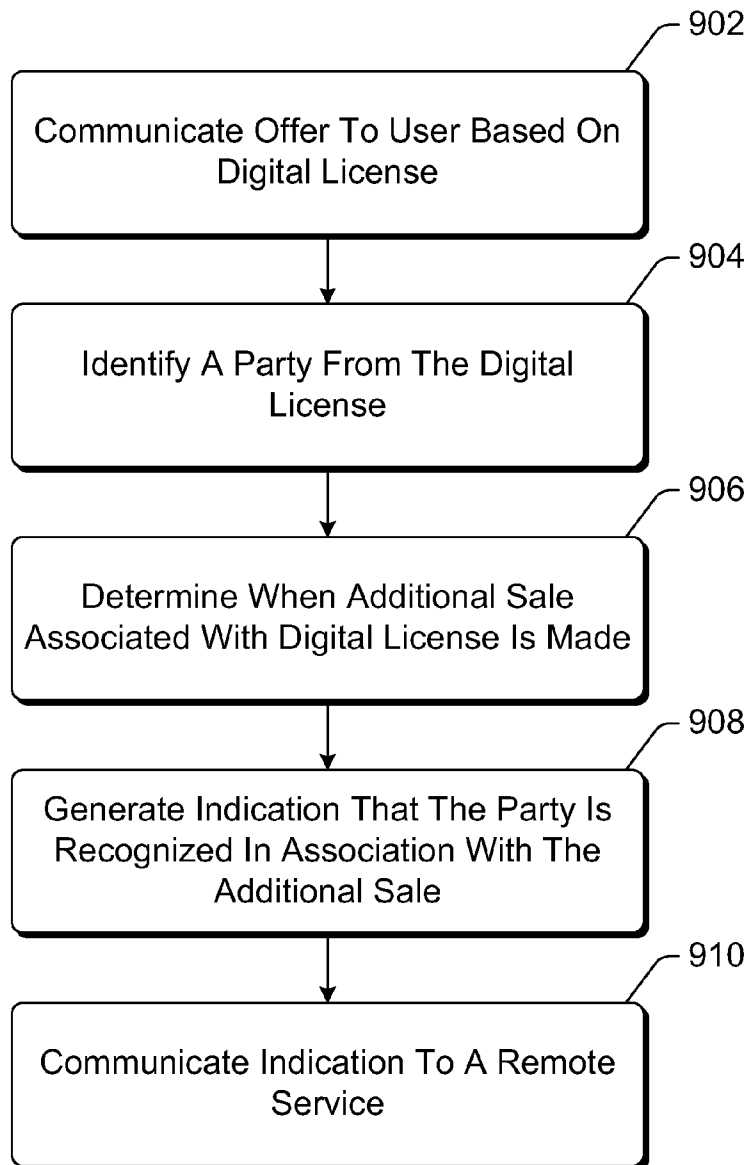 902
Communicate Offer To User Based On
Digital License
904
Identify A Party From The Digital
License
906
Determine When Additional Sale
Associated With Digital License Is Made
908
Generate Indication That The Party Is
Recognized In Association With The
Additional Sale
910
Communicate Indication To A Remote
Service